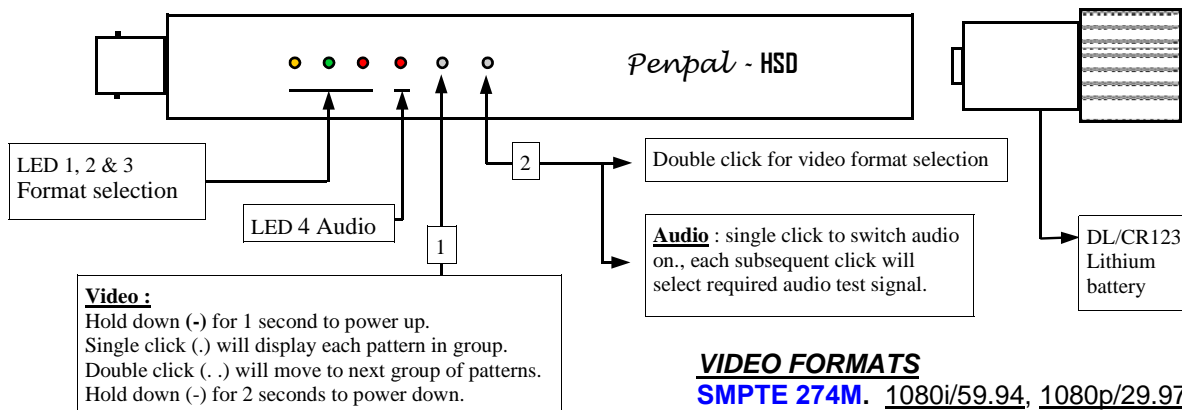 Penpal - HSD
LED 1, 2 & 3
Format selection
LED 4 Audio
1
2
Double click for video format selection
Audio : single click to switch audio
on., each subsequent click will
select required audio test signal.
DL/CR123
Lithium
battery
Video :
Hold down (-) for 1 second to power up.
Single click (.) will display each pattern in group.
Double click (. .) will move to next group of patterns.
Hold down (-) for 2 seconds to power down.
VIDEO FORMATS
SMPTE 274M. 1080i/59.94, 1080p/29.97